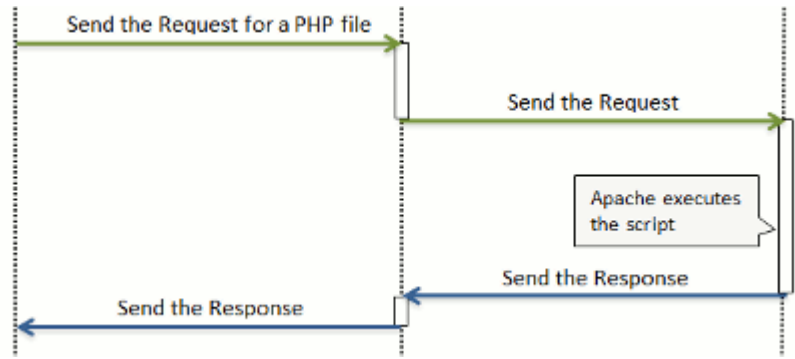 Send the Request for a PHP file
Send the Request
Apache executes
the script
Send the Response
Send the Response